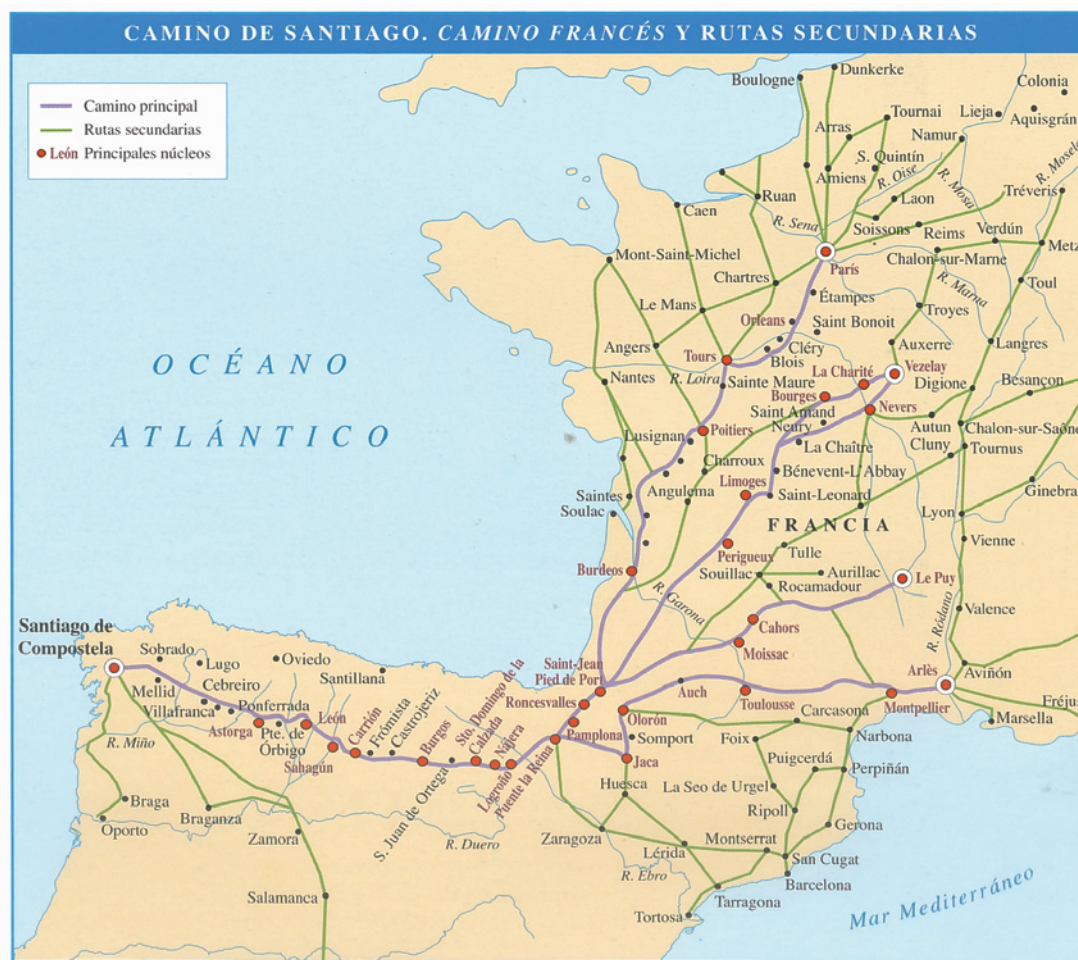 CAMINO DE SANTIAGO. CAMINO FRANCÉS Y RUTAS SECUNDARIAS
Camino principal
Rutas secundarias
León Principales núcleos
Boulogne
Dunkerke
Colonia
Tournai
Lieja
Aquisgrán
Arras
Namur
S. Quintín
R. Oise
R. Mosa
R. Mosela
Amiens
Ruan
Laon
Tréveris
Caen
R. Sena
Soissons
Reims
Verdún
Metz
Mont-Saint-Michel
París
Chalon-sur-Marne
Chartres
Toul
R. Marna
Étampes
Le Mans
Orleans
Saint Bonoit
Troyes
Angers
Cléry
Auxerre
Langres
Tours
Blois
La Charité
Vezelay
Nantes
R. Loira
Sainte Maure
Bourges
Digione
Besançon
Saint Amand
Nevers
Neury
Autun
Chalon-sur-Saône
Lusignan
Poitiers
La Chaître
Cluny
Tournus
Charroux
Bénevent-L'Abbay
Limoges
Saintes
Angulema
Saint-Leonard
Ginebra
Soulac
Lyon
FRANCIA
Perigueux
Vienne
Tulle
Burdeos
Souillac
Aurillac
Le Puy
Rocamadour
R. Garona
Valence
R. Ródano
Cahors
Moissac
OCÉANO
ATLÁNTICO
Santiago de
Compostela
Sobrado
Lugo
Oviedo
Santillana
Mellid
Cebreiro
Villafranca
Ponferrada
Astorga
Pte. de
Órbigo
León
Sahagún
Carrión
Frómista
Castrojeriz
Burgos
S. Juan de Ortega
Sto. Domingo de la
Calzada
Nájera
Logroño
Puente la Reina
Pamplona
Roncesvalles
Saint-Jean
Pied de Port
Olorón
Somport
Jaca
Auch
Toulousse
Montpellier
Arlès
Aviñón
Fréjus
Marsella
Carcasona
Foix
Narbona
Puigcerdá
Perpiñán
Huesca
La Seo de Urgel
Ripoll
Gerona
R. Miño
Braga
Oporto
Braganza
Zamora
R. Duero
Zaragoza
Lérida
Montserrat
San Cugat
Barcelona
R. Ebro
Salamanca
Tarragona
Tortosa
Mar Mediterráneo